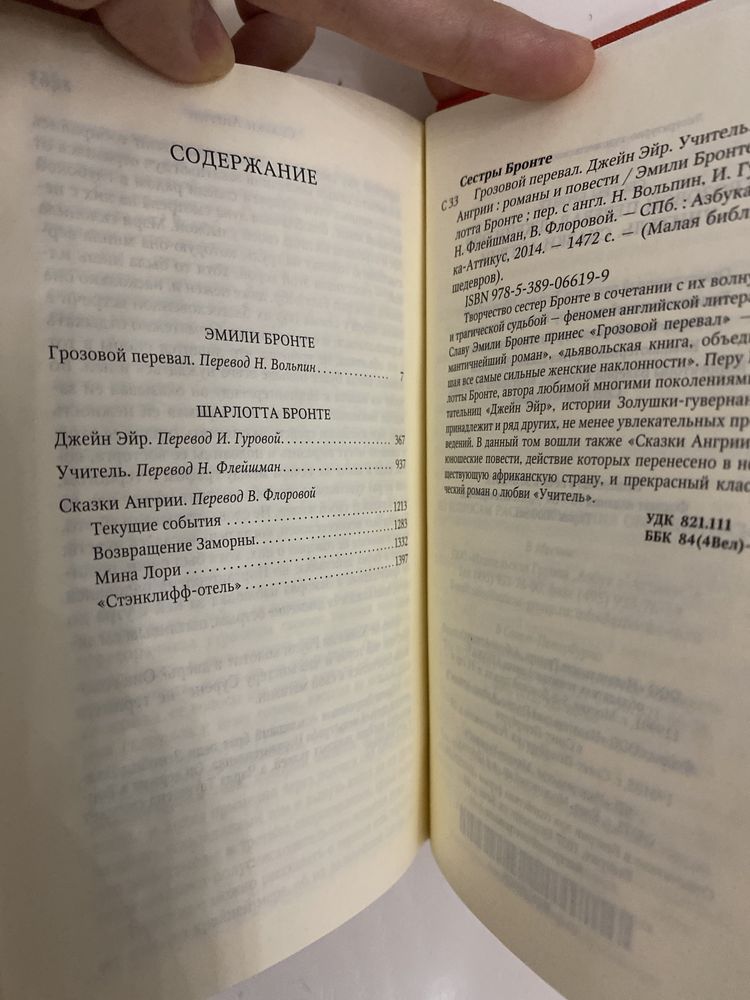 СОДЕРЖАНИЕ
ЭМИЛИ БРОНТЕ
Грозовой перевал. Перевод Н. Вольпин . . . . . . . . . . . . . . . 7
ШАРЛОТТА БРОНТЕ
Джейн Эйр. Перевод И. Гуровой. . . . . . . . . . . . . . . . . . . . 367
Учитель. Перевод Н. Флейшман . . . . . . . . . . . . . . . . . . . . 937
Сказки Ангрии. Перевод В. Флоровой
Текущие события . . . . . . . . . . . . . . . . . . . . . . . . . . . . 1213
Возвращение Заморны. . . . . . . . . . . . . . . . . . . . . . . 1283
Мина Лори . . . . . . . . . . . . . . . . . . . . . . . . . . . . . . . . . 1332
«Стэнклифф-отель» . . . . . . . . . . . . . . . . . . . . . . . . . 1397
Сестры Бронте
С 33 Грозовой перевал. Джейн Эйр. Учитель.
Ангрии : романы и повести / Эмили Бронте
лотта Бронте ; пер. с англ. Н. Вольпин, И. Гу
Н. Флейшман, В. Флоровой. — СПб. : Азбука
ка-Аттикус, 2014. — 1472 с. — (Малая библ
шедевров).
ISBN 978-5-389-06619-9
Творчество сестер Бронте в сочетании с их волну
и трагической судьбой — феномен английской литера
Славу Эмили Бронте принес «Грозовой перевал» —
мантичнейший роман», «дьявольская книга, объеди
шая все самые сильные женские наклонности». Перу
лотты Бронте, автора любимой многими поколениями
тательниц «Джейн Эйр», истории Золушки-гувернан
принадлежит и ряд других, не менее увлекательных пр
ведений. В данный том вошли также «Сказки Ангрии
юношеские повести, действие которых перенесено в не
ществующую африканскую страну, и прекрасный клас
ческий роман о любви «Учитель».
УДК 821.111
ББК 84(4Вел)-